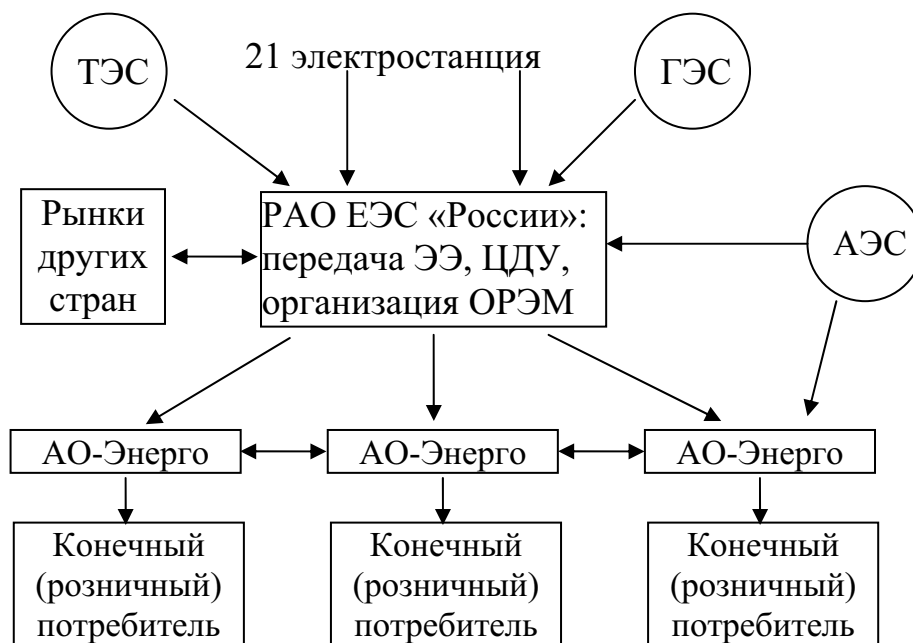 ТЭС
21 электростанция
ГЭС
Рынки
других
стран
РАО ЕЭС «России»:
передача ЭЭ, ЦДУ,
организация ОРЭМ
АЭС
АО-Энерго
АО-Энерго
АО-Энерго
Конечный
(розничный)
потребитель
Конечный
(розничный)
потребитель
Конечный
(розничный)
потребитель